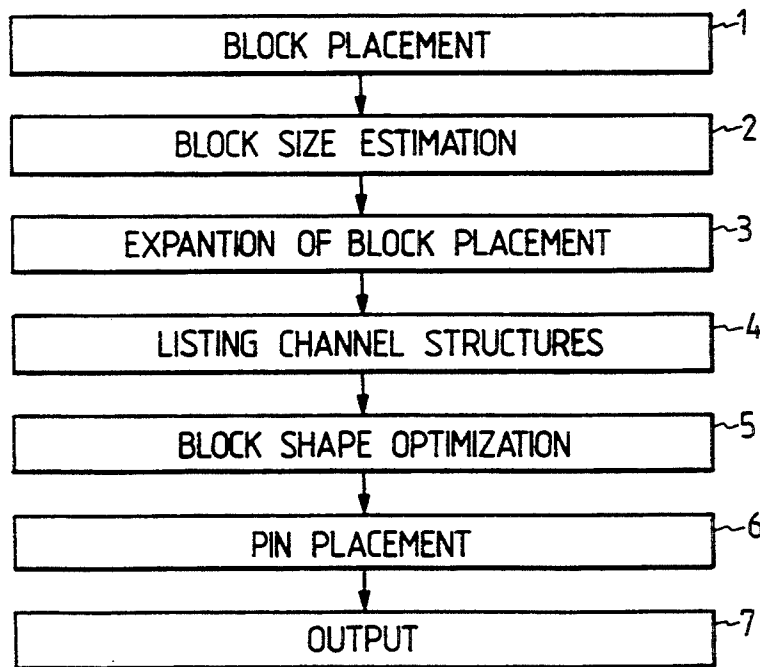 BLOCK PLACEMENT 1
BLOCK SIZE ESTIMATION 2
EXPANTION OF BLOCK PLACEMENT 3
LISTING CHANNEL STRUCTURES 4
BLOCK SHAPE OPTIMIZATION 5
PIN PLACEMENT 6
OUTPUT 7